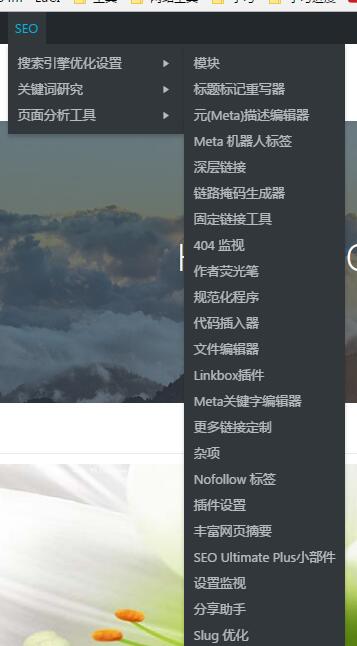 SEO
搜索引擎优化设置
关键词研究
页面分析工具
模块
标题标记重写器
元(Meta)描述编辑器
Meta 机器人标签
深层链接
链路掩码生成器
固定链接工具
404 监视
作者荧光笔
规范化程序
代码插入器
文件编辑器
Linkbox插件
Meta关键字编辑器
更多链接定制
杂项
Nofollow 标签
插件设置
丰富网页摘要
SEO Ultimate Plus小部件
设置监视
分享助手
Slug 优化